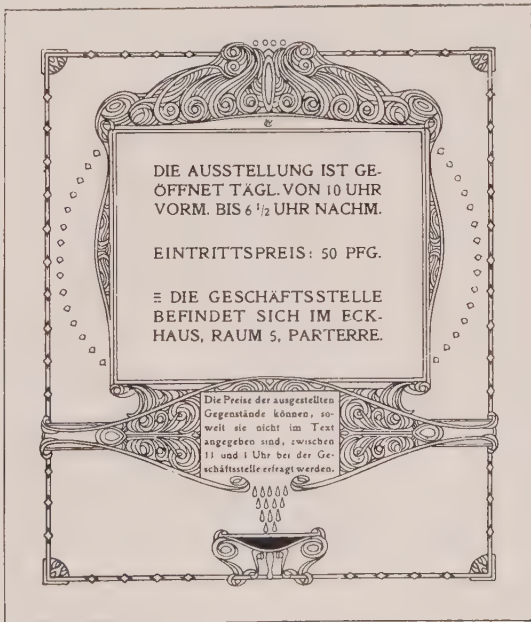 DIE AUSSTELLUNG IST GE-
ÖFFNET TÄGL. VON 10 UHR
VORM. BIS 6 1/2 UHR NACHM.
EINTRITTSPREIS: 50 PFG.
Ξ DIE GESCHÄFTSSTELLE
BEFINDET SICH IM ECK-
HAUS, RAUM 5, PARTERRE.
Die Preise der ausgestellten
Gegenstände können, so-
weit sie nicht im Text
angegeben sind, zwischen
11 und 1 Uhr bei der Ge-
schäftsstelle erfragt werden.